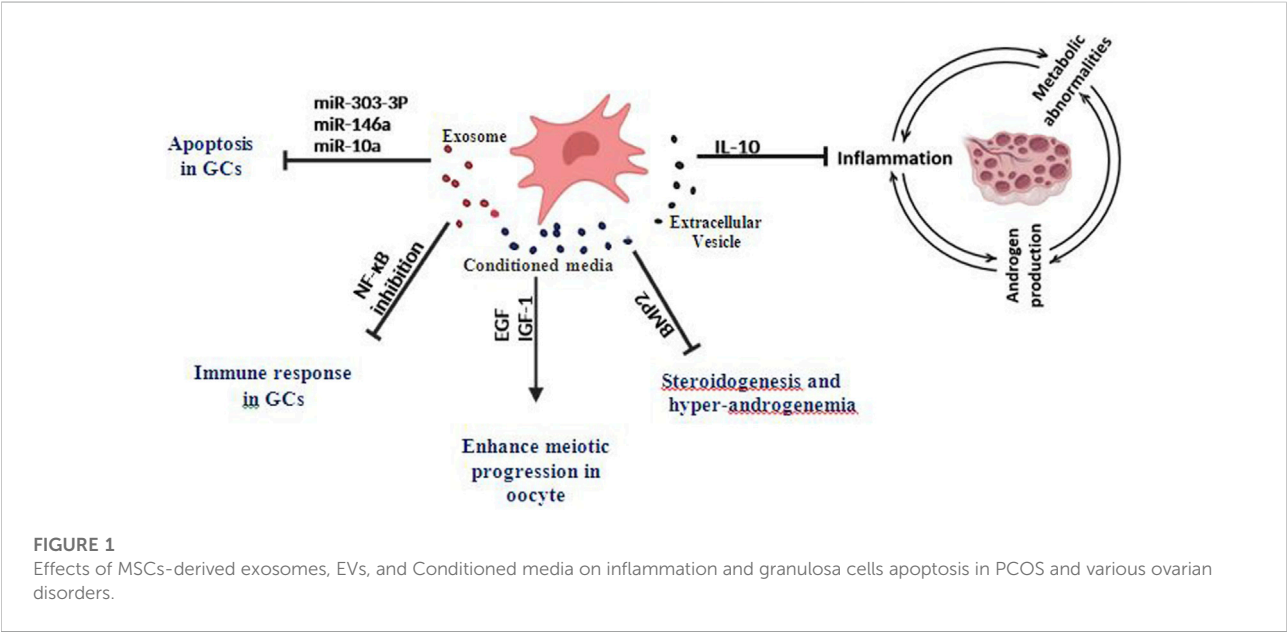 miR-303-3P
miR-146a
miR-10a
Apoptosis
in GCs
Exosome
IL-10
Inflammation
Metabolic
abnormalities
Androgen
production
Extracellular
Vesicle
Conditioned media
NF-κB
inhibition
EGF
IGF-1
BMP2
Immune response
in GCs
Steroidogenesis and
hyper-androgenemia
Enhance meiotic
progression in
oocyte
FIGURE 1
Effects of MSCs-derived exosomes, EVs, and Conditioned media on inflammation and granulosa cells apoptosis in PCOS and various ovarian
disorders.